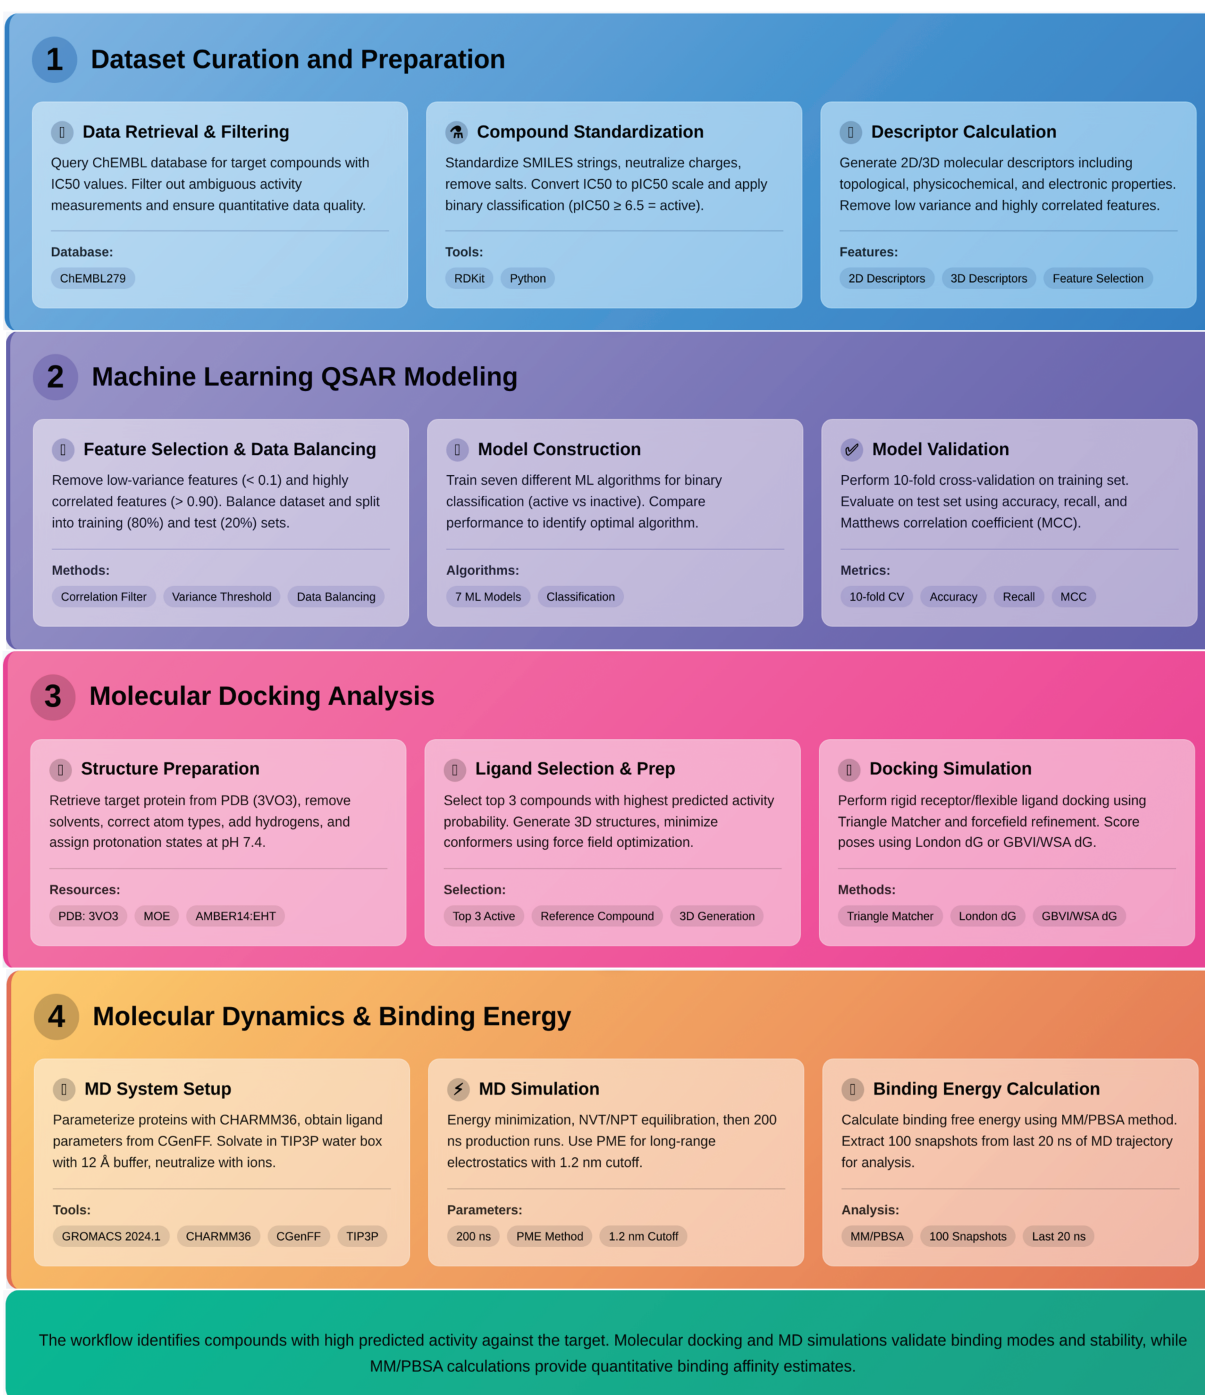 1 Dataset Curation and Preparation
Data Retrieval & Filtering
Query ChEMBL database for target compounds with
IC50 values. Filter out ambiguous activity
measurements and ensure quantitative data quality.
Database:
ChEMBL279
Compound Standardization
Standardize SMILES strings, neutralize charges,
remove salts. Convert IC50 to pIC50 scale and apply
binary classification (pIC50 ≥ 6.5 = active).
Tools:
RDKit Python
Descriptor Calculation
Generate 2D/3D molecular descriptors including
topological, physicochemical, and electronic properties.
Remove low variance and highly correlated features.
Features:
2D Descriptors 3D Descriptors Feature Selection
2 Machine Learning QSAR Modeling
Feature Selection & Data Balancing
Remove low-variance features (< 0.1) and highly
correlated features (> 0.90). Balance dataset and split
into training (80%) and test (20%) sets.
Methods:
Correlation Filter Variance Threshold Data Balancing
Model Construction
Train seven different ML algorithms for binary
classification (active vs inactive). Compare
performance to identify optimal algorithm.
Algorithms:
7 ML Models Classification
Model Validation
Perform 10-fold cross-validation on training set.
Evaluate on test set using accuracy, recall, and
Matthews correlation coefficient (MCC).
Metrics:
10-fold CV Accuracy Recall MCC
3 Molecular Docking Analysis
Structure Preparation
Retrieve target protein from PDB (3VO3), remove
solvents, correct atom types, add hydrogens, and
assign protonation states at pH 7.4.
Resources:
PDB: 3VO3 MOE AMBER14:EHT
Ligand Selection & Prep
Select top 3 compounds with highest predicted activity
probability. Generate 3D structures, minimize
conformers using force field optimization.
Selection:
Top 3 Active Reference Compound 3D Generation
Docking Simulation
Perform rigid receptor/flexible ligand docking using
Triangle Matcher and forcefield refinement. Score
poses using London dG or GBVI/WSA dG.
Methods:
Triangle Matcher London dG GBVI/WSA dG
4 Molecular Dynamics & Binding Energy
MD System Setup
Parameterize proteins with CHARMM36, obtain ligand
parameters from CGenFF. Solvate in TIP3P water box
with 12 Å buffer, neutralize with ions.
Tools:
GROMACS 2024.1 CHARMM36 CGenFF TIP3P
MD Simulation
Energy minimization, NVT/NPT equilibration, then 200
ns production runs. Use PME for long-range
electrostatics with 1.2 nm cutoff.
Parameters:
200 ns PME Method 1.2 nm Cutoff
Binding Energy Calculation
Calculate binding free energy using MM/PBSA method.
Extract 100 snapshots from last 20 ns of MD trajectory
for analysis.
Analysis:
MM/PBSA 100 Snapshots Last 20 ns
The workflow identifies compounds with high predicted activity against the target. Molecular docking and MD simulations validate binding modes and stability, while
MM/PBSA calculations provide quantitative binding affinity estimates.